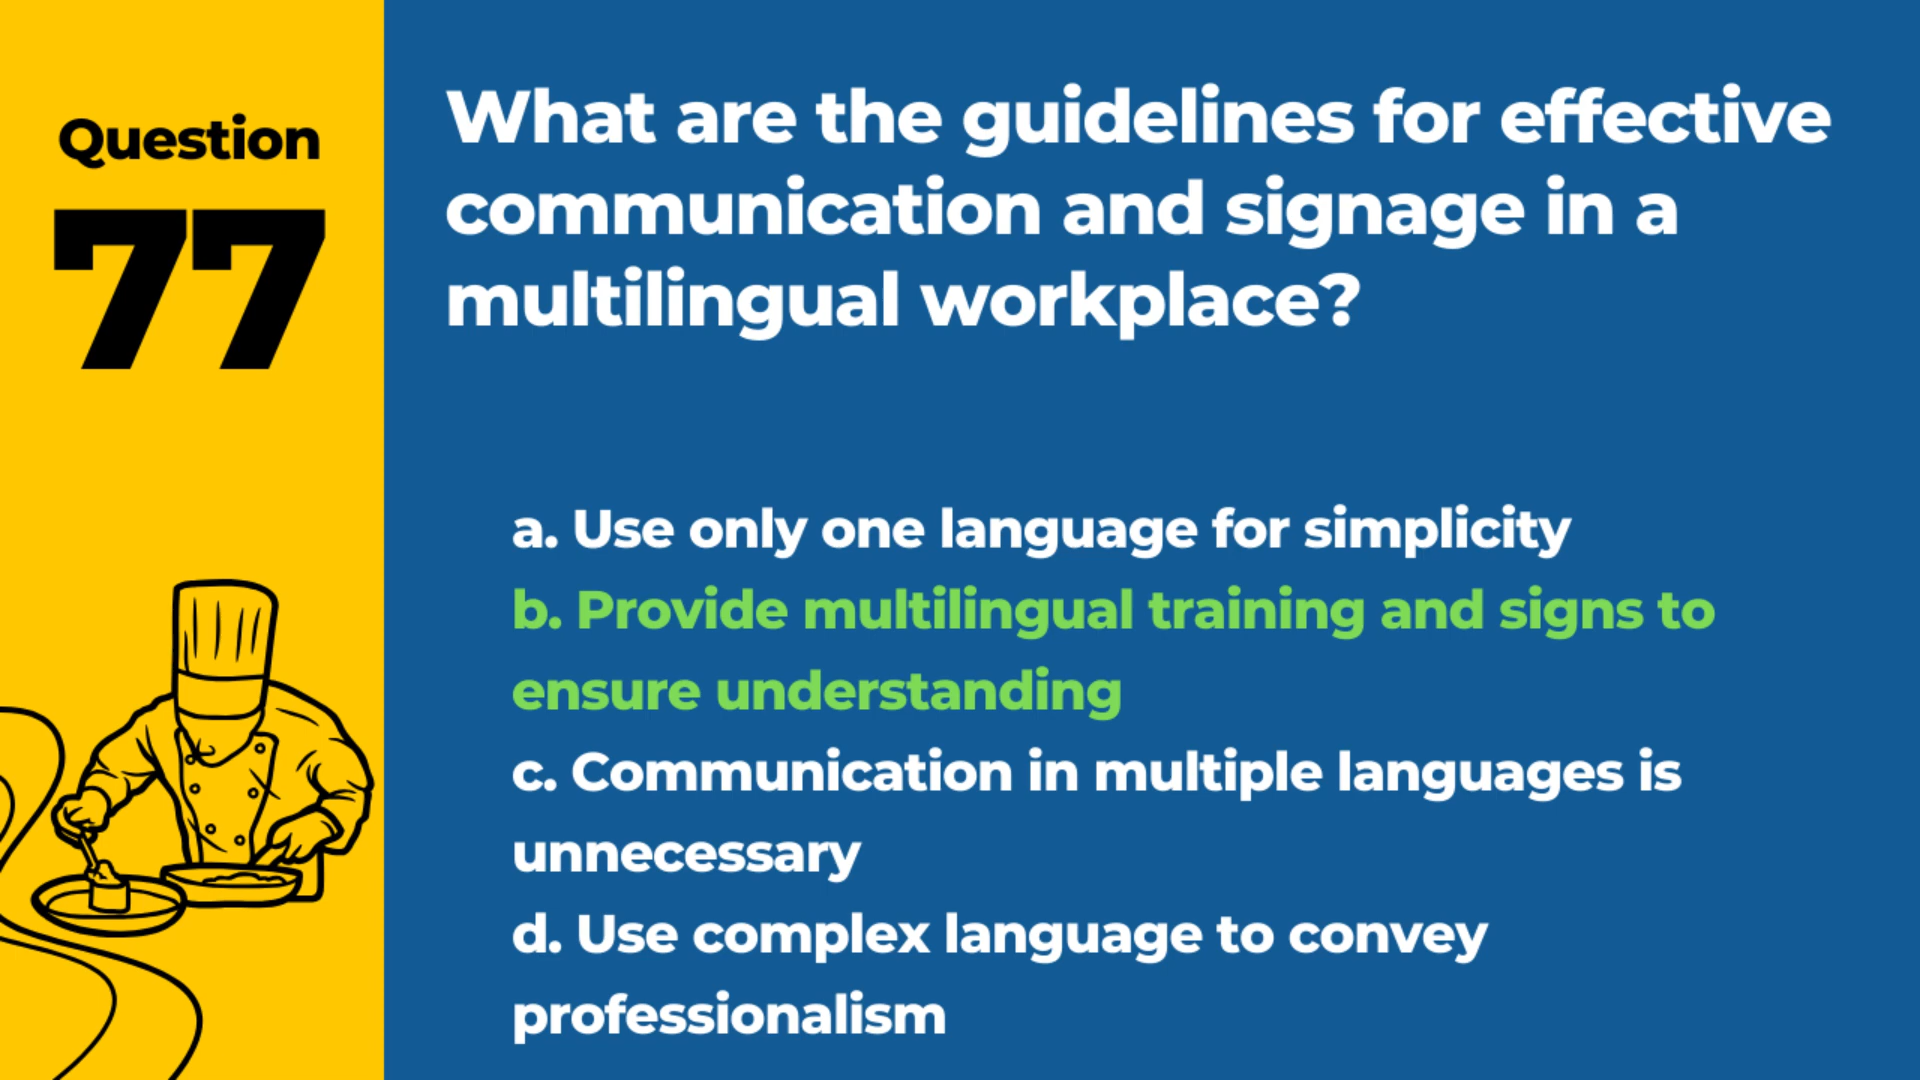 Question
77
What are the guidelines for effective
communication and signage in a
multilingual workplace?
a. Use only one language for simplicity
b. Provide multilingual training and signs to
ensure understanding
c. Communication in multiple languages is
unnecessary
d. Use complex language to convey
professionalism